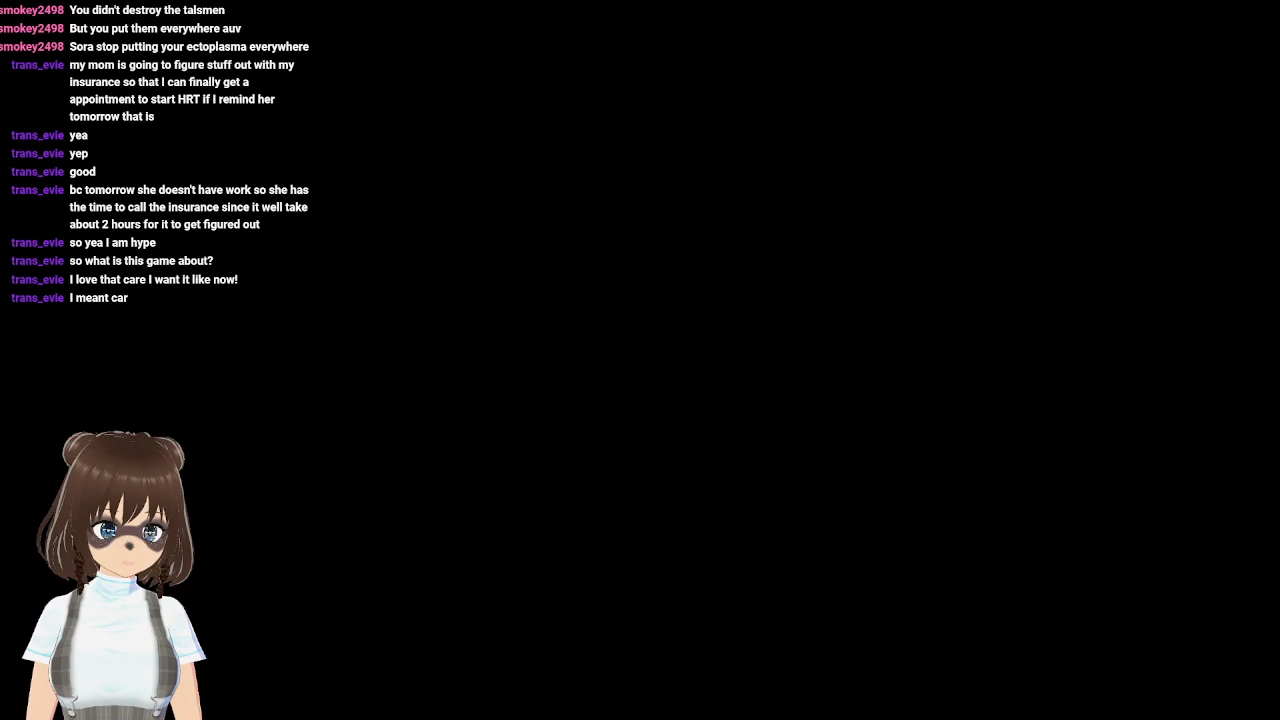 smokey2498 You didn't destroy the talsmen
smokey2498 But you put them everywhere auv
smokey2498 Sora stop putting your ectoplasma everywhere
trans_evie my mom is going to figure stuff out with my
insurance so that I can finally get a
appointment to start HRT if I remind her
tomorrow that is
trans_evie yea
trans_evie yep
trans_evie good
trans_evie bc tomorrow she doesn't have work so she has
the time to call the insurance since it well take
about 2 hours for it to get figured out
trans_evie so yea I am hype
trans_evie so what is this game about?
trans_evie I love that care I want it like now!
trans_evie I meant car